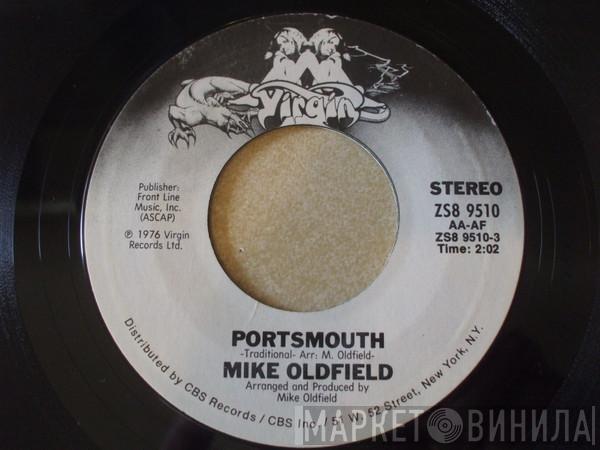 Virgin
Publisher:
Front Line
Music, Inc.
(ASCAP)
℗ 1976 Virgin
Records Ltd.
STEREO
ZS8 9510
AA-AF
ZS8 9510-3
Time: 2:02
PORTSMOUTH
-Traditional- Arr: M. Oldfield-
MIKE OLDFIELD
Arranged and Produced by
Mike Oldfield
Distributed by CBS Records / CBS Inc. / 51 W. 52 Street, New York, N.Y.
МАРКЕТ ВИНИЛА